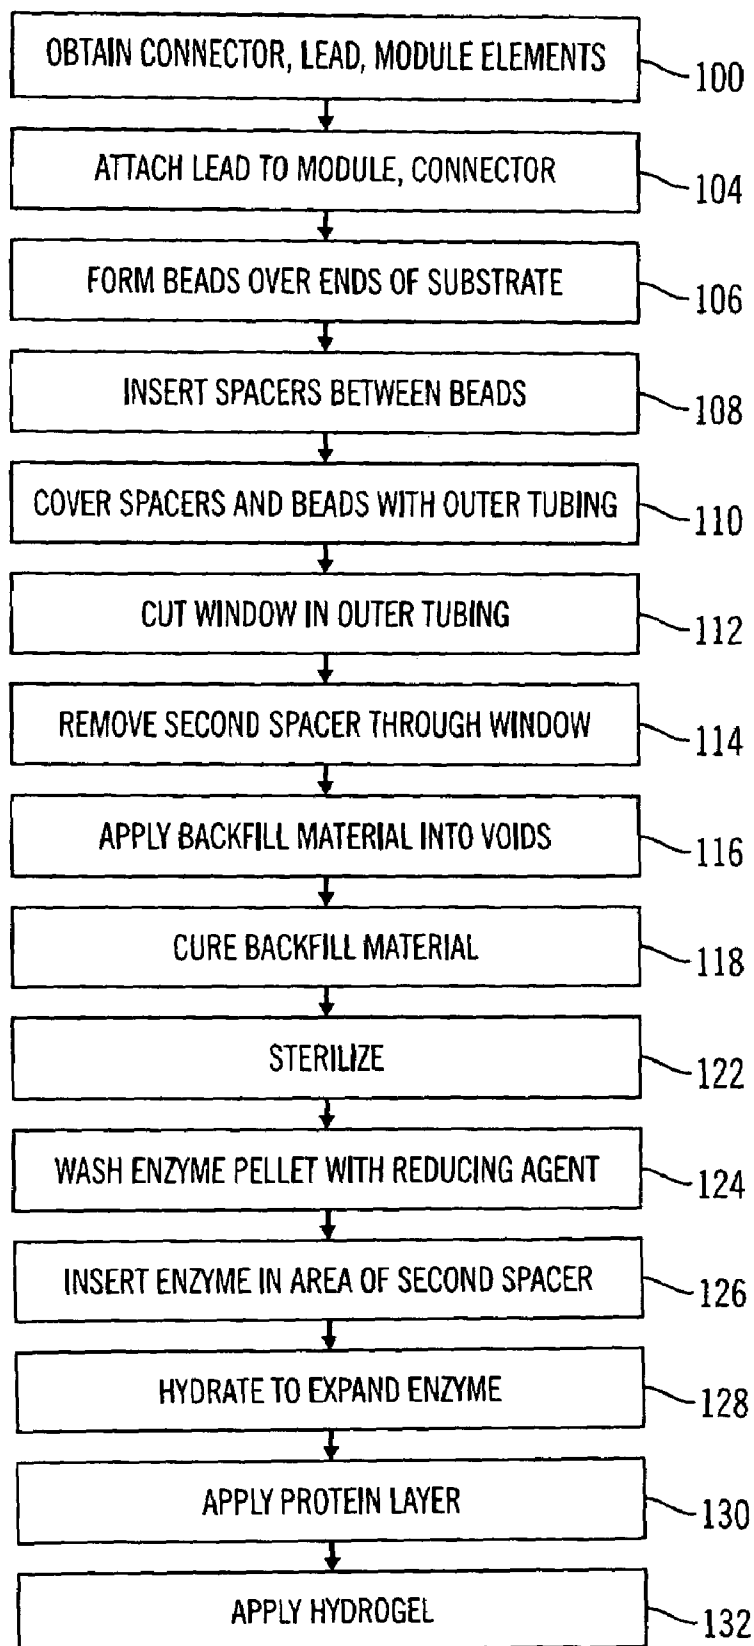 OBTAIN CONNECTOR, LEAD, MODULE ELEMENTS
100
ATTACH LEAD TO MODULE, CONNECTOR
104
FORM BEADS OVER ENDS OF SUBSTRATE
106
INSERT SPACERS BETWEEN BEADS
108
COVER SPACERS AND BEADS WITH OUTER TUBING
110
CUT WINDOW IN OUTER TUBING
112
REMOVE SECOND SPACER THROUGH WINDOW
114
APPLY BACKFILL MATERIAL INTO VOIDS
116
CURE BACKFILL MATERIAL
118
STERILIZE
122
WASH ENZYME PELLET WITH REDUCING AGENT
124
INSERT ENZYME IN AREA OF SECOND SPACER
126
HYDRATE TO EXPAND ENZYME
128
APPLY PROTEIN LAYER
130
APPLY HYDROGEL
132